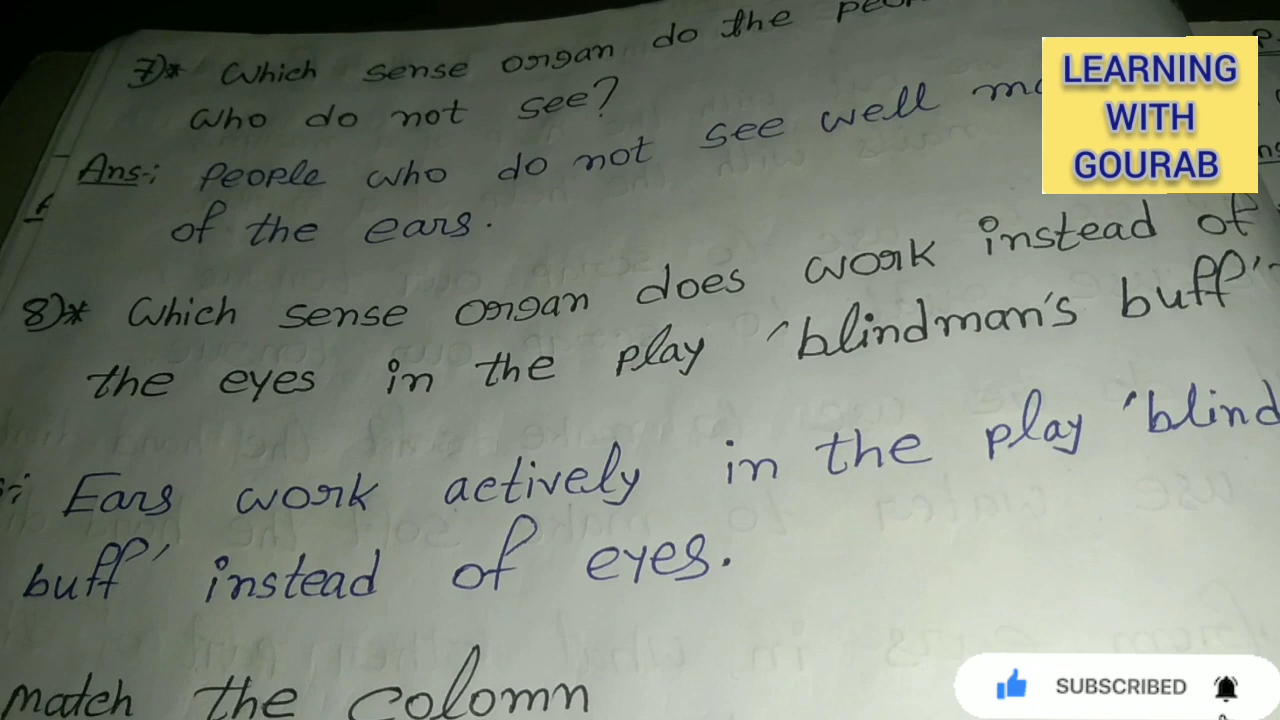 7)* Which sense organ do the
who do not see?
Ans-: People who do not see well
of the ears.
8)* Which sense organ does work instead of
the eyes in the play 'blindman's buff'
Ears work actively in the play 'blind
buff' instead of eyes.
match the colomn
LEARNING
WITH
GOURAB
SUBSCRIBED